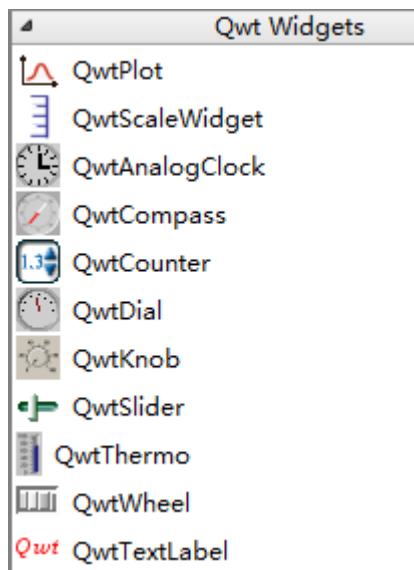 Qwt Widgets
QwtPlot
QwtScaleWidget
QwtAnalogClock
QwtCompass
1.3 QwtCounter
QwtDial
QwtKnob
QwtSlider
QwtThermo
QwtWheel
Qwt QwtTextLabel